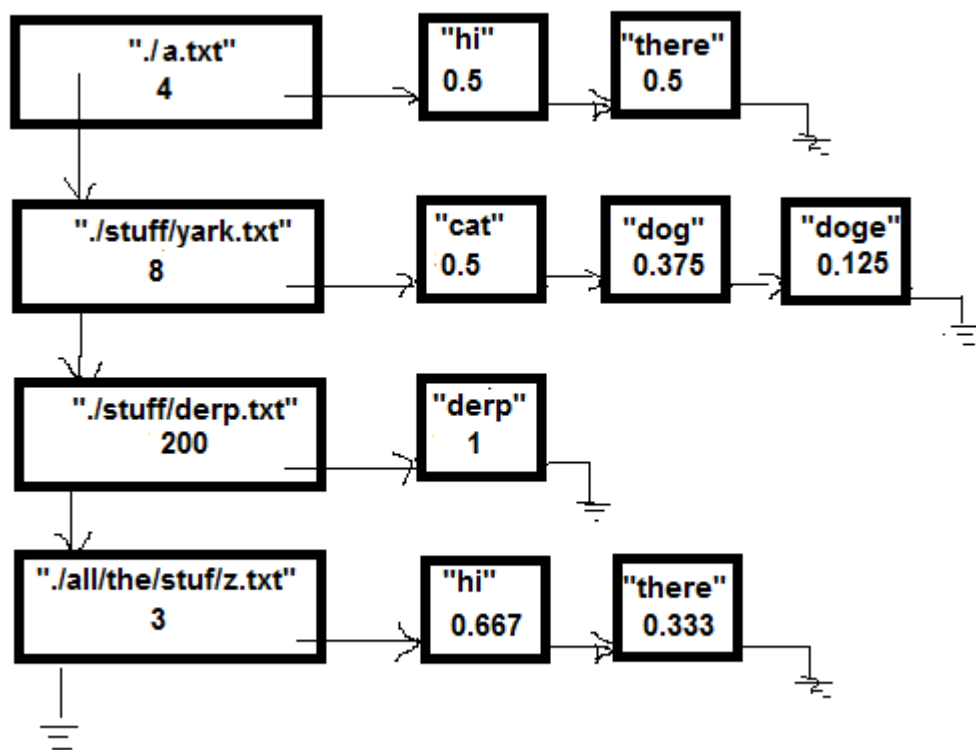 "./a.txt"
4
"hi"
0.5
"there"
0.5
"./stuff/yark.txt"
8
"cat"
0.5
"dog"
0.375
"doge"
0.125
"./stuff/derp.txt"
200
"derp"
1
"./all/the/stuf/z.txt"
3
"hi"
0.667
"there"
0.333